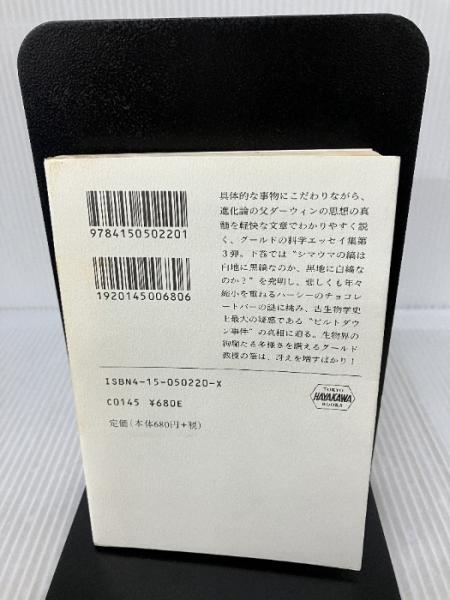 9784150502201
1920145006806
具体的な事物にこだわりながら、
進化論の父ダーウィンの思想の真
髄を軽快な文章でわかりやすく説
く、グールドの科学エッセイ集第
3弾。下巻では“シマウマの縞は
白地に黒縞なのか、黒地に白縞な
のか？”を究明し、悲しくも年々
縮小を重ねるハーシーのチョコレ
ートバーの謎に挑み、古生物学史
上最大の疑惑である“ピルトダウ
ン事件”の真相に迫る。生物界の
絢爛たる多様さを讃えるグールド
教授の筆は、冴えを増すばかり！
ISBN4-15-050220-X
C0145 ¥680E
定価（本体680円＋税）
TOKYO
HAYAKAWA
BOOKS